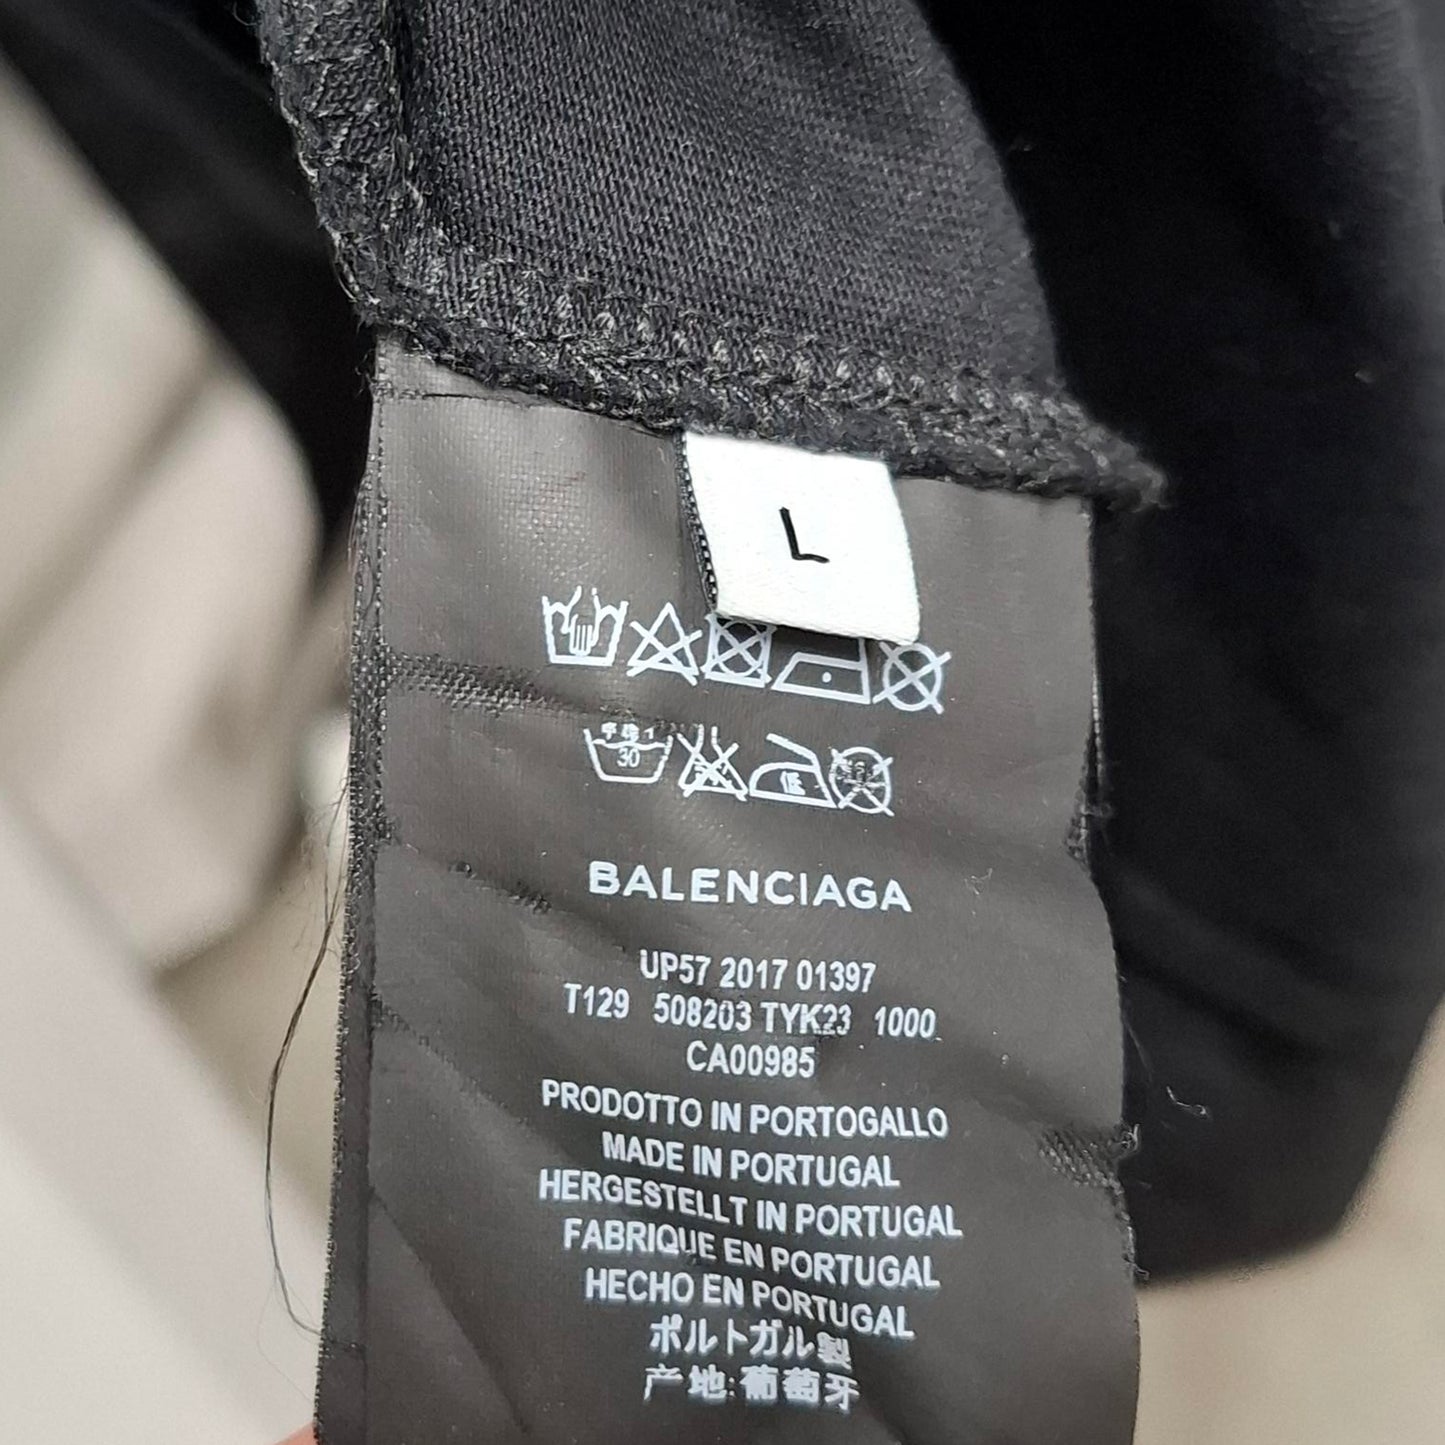 L
30
BALENCIAGA
UP57 2017 01397
T129 508203 TYK23 1000
CA00985
PRODOTTO IN PORTOGALLO
MADE IN PORTUGAL
HERGESTELLT IN PORTUGAL
FABRIQUE EN PORTUGAL
HECHO EN PORTUGAL
ポルトガル製
产地:葡萄牙